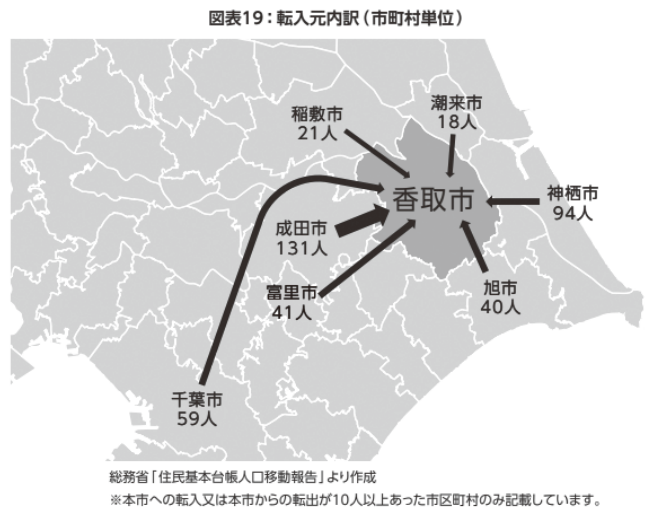 図表19：転入元内訳（市町村単位）
稲敷市
21人
潮来市
18人
香取市
神栖市
94人
成田市
131人
富里市
41人
旭市
40人
千葉市
59人
総務省「住民基本台帳人口移動報告」より作成
※本市への転入又は本市からの転出が10人以上あった市区町村のみ記載しています。